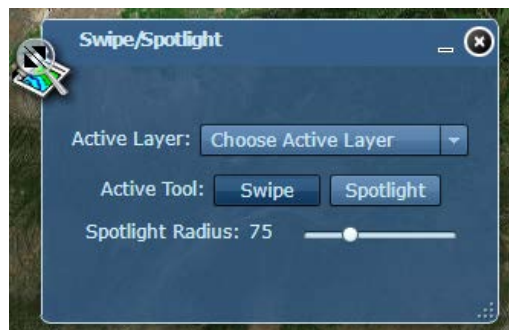 Swipe/Spotlight
Active Layer: Choose Active Layer
Active Tool: Swipe Spotlight
Spotlight Radius: 75